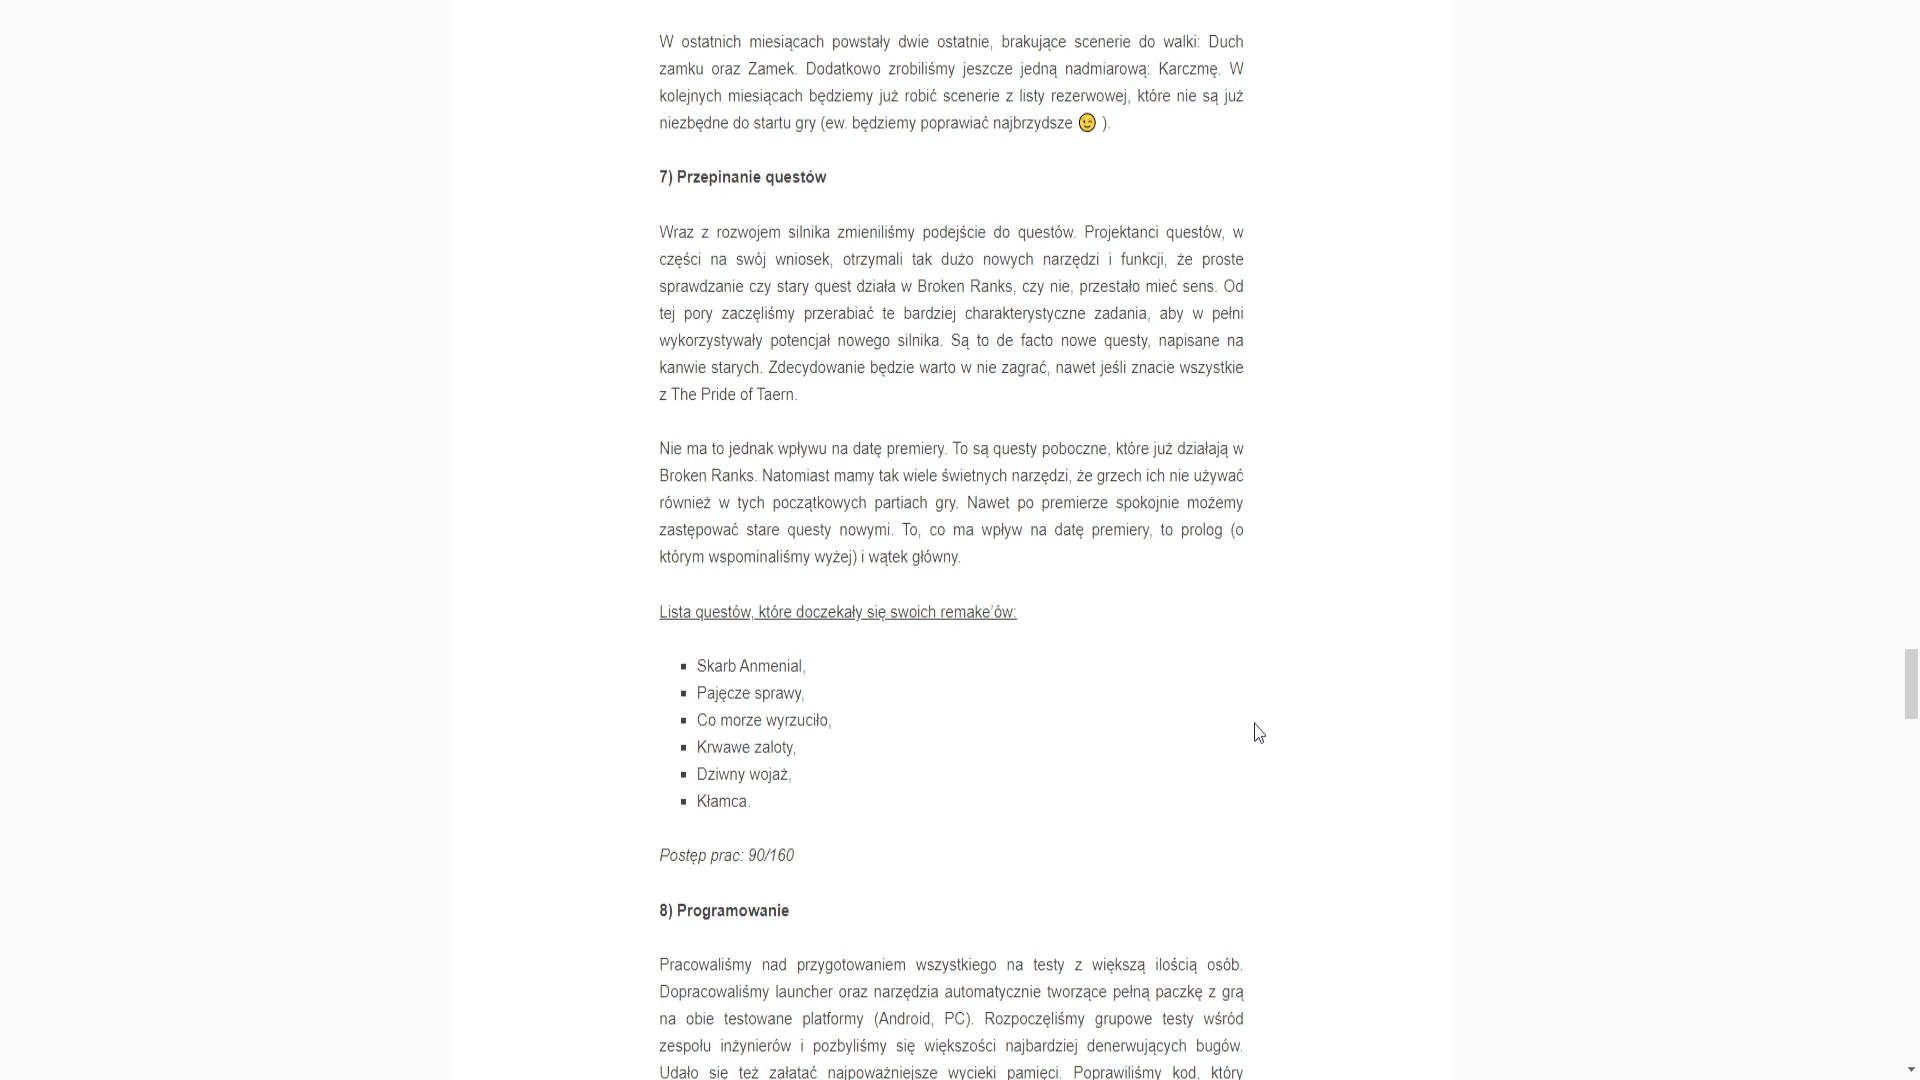 W ostatnich miesiącach powstały dwie ostatnie, brakujące scenerie do walki: Duch
zamku oraz Zamek. Dodatkowo zrobiliśmy jeszcze jedną nadmiarową: Karczmę. W
kolejnych miesiącach będziemy już robić scenerie z listy rezerwowej, które nie są już
niezbędne do startu gry (ew. będziemy poprawiać najbrzydsze 😉 ).
7) Przepinanie questów
Wraz z rozwojem silnika zmieniliśmy podejście do questów. Projektanci questów, w
części na swój wniosek, otrzymali tak dużo nowych narzędzi i funkcji, że proste
sprawdzanie czy stary quest działa w Broken Ranks, czy nie, przestało mieć sens. Od
tej pory zaczęliśmy przerabiać te bardziej charakterystyczne zadania, aby w pełni
wykorzystywały potencjał nowego silnika. Są to de facto nowe questy, napisane na
kanwie starych. Zdecydowanie będzie warto w nie zagrać, nawet jeśli znacie wszystkie
z The Pride of Taern.
Nie ma to jednak wpływu na datę premiery. To są questy poboczne, które już działają w
Broken Ranks. Natomiast mamy tak wiele świetnych narzędzi, że grzech ich nie używać
również w tych początkowych partiach gry. Nawet po premierze spokojnie możemy
zastępować stare questy nowymi. To, co ma wpływ na datę premiery, to prolog (o
którym wspominaliśmy wyżej) i wątek główny.
Lista questów, które doczekały się swoich remake’ów:
▪ Skarb Anmenial,
▪ Pajęcze sprawy,
▪ Co morze wyrzuciło,
▪ Krwawe zaloty,
▪ Dziwny wojaż,
▪ Kłamca.
Postęp prac: 90/160
8) Programowanie
Pracowaliśmy nad przygotowaniem wszystkiego na testy z większą ilością osób.
Dopracowaliśmy launcher oraz narzędzia automatycznie tworzące pełną paczkę z grą
na obie testowane platformy (Android, PC). Rozpoczęliśmy grupowe testy wśród
zespołu inżynierów i pozbyliśmy się większości najbardziej denerwujących bugów.
Udało się też załatać najpoważniejsze wycieki pamięci. Poprawiliśmy kod, który